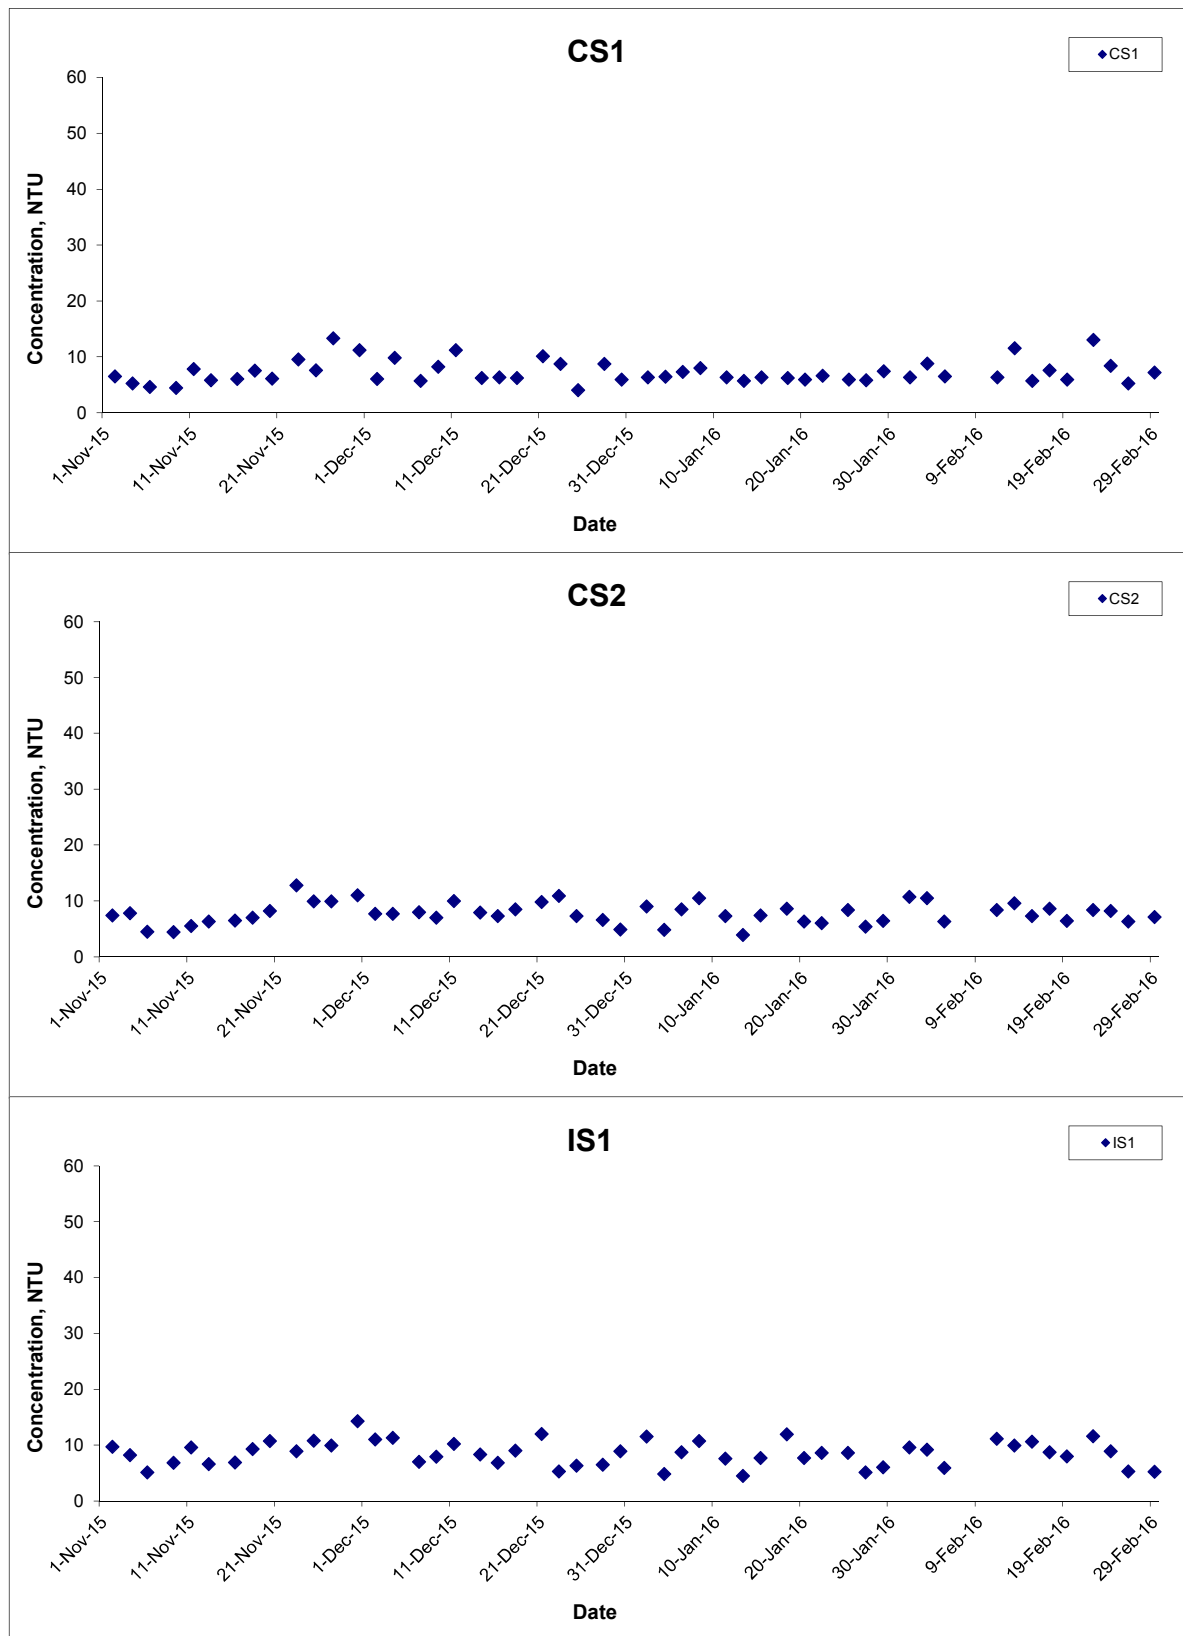 CS1
CS1
60
50
40
30
20
10
0
Concentration, NTU
1-Nov-15
11-Nov-15
21-Nov-15
1-Dec-15
11-Dec-15
21-Dec-15
31-Dec-15
10-Jan-16
20-Jan-16
30-Jan-16
9-Feb-16
19-Feb-16
29-Feb-16
Date
CS2
CS2
60
50
40
30
20
10
0
Concentration, NTU
1-Nov-15
11-Nov-15
21-Nov-15
1-Dec-15
11-Dec-15
21-Dec-15
31-Dec-15
10-Jan-16
20-Jan-16
30-Jan-16
9-Feb-16
19-Feb-16
29-Feb-16
Date
IS1
IS1
60
50
40
30
20
10
0
Concentration, NTU
1-Nov-15
11-Nov-15
21-Nov-15
1-Dec-15
11-Dec-15
21-Dec-15
31-Dec-15
10-Jan-16
20-Jan-16
30-Jan-16
9-Feb-16
19-Feb-16
29-Feb-16
Date